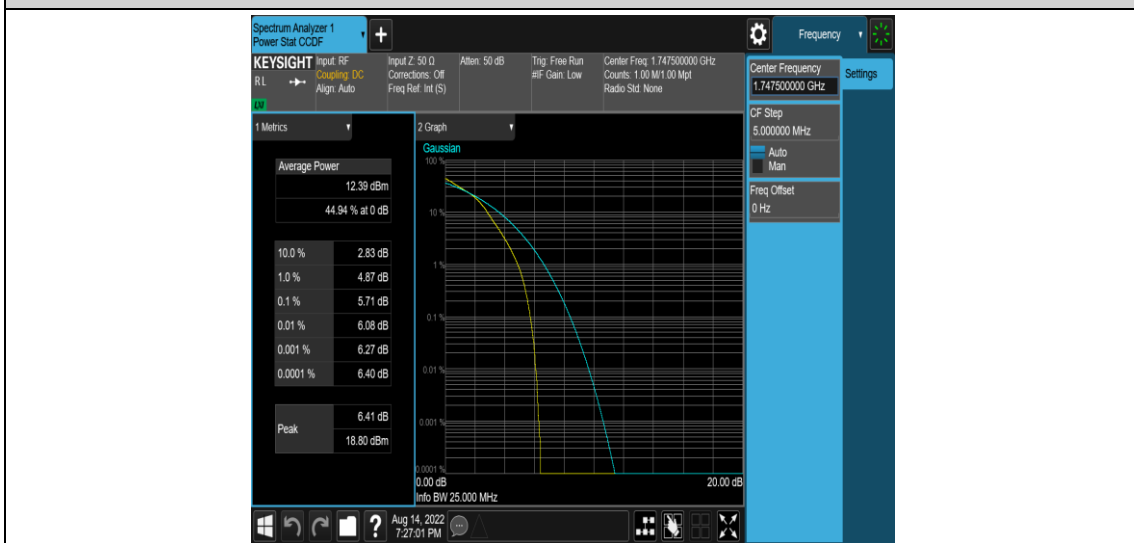 Spectrum Analyzer 1
Power Stat CCDF
+
Frequency
KEYSIGHT
RL
LXI
Input: RF
Coupling: DC
Align: Auto
Input Z: 50 Ω
Corrections: Off
Freq Ref: Int (S)
Atten: 50 dB
Trig: Free Run
#IF Gain: Low
Center Freq: 1.747500000 GHz
Counts: 1.00 M/1.00 Mpt
Radio Std: None
Center Frequency
1.747500000 GHz
Settings
CF Step
5.000000 MHz
Auto
Man
Freq Offset
0 Hz
1 Metrics
Average Power
12.39 dBm
44.94 % at 0 dB
10.0 % 2.83 dB
1.0 % 4.87 dB
0.1 % 5.71 dB
0.01 % 6.08 dB
0.001 % 6.27 dB
0.0001 % 6.40 dB
Peak
6.41 dB
18.80 dBm
2 Graph
Gaussian
100 %
10 %
1 %
0.1 %
0.01 %
0.001 %
0.0001 %
0.00 dB 20.00 dB
Info BW 25.000 MHz
?
Aug 14, 2022
7:27:01 PM